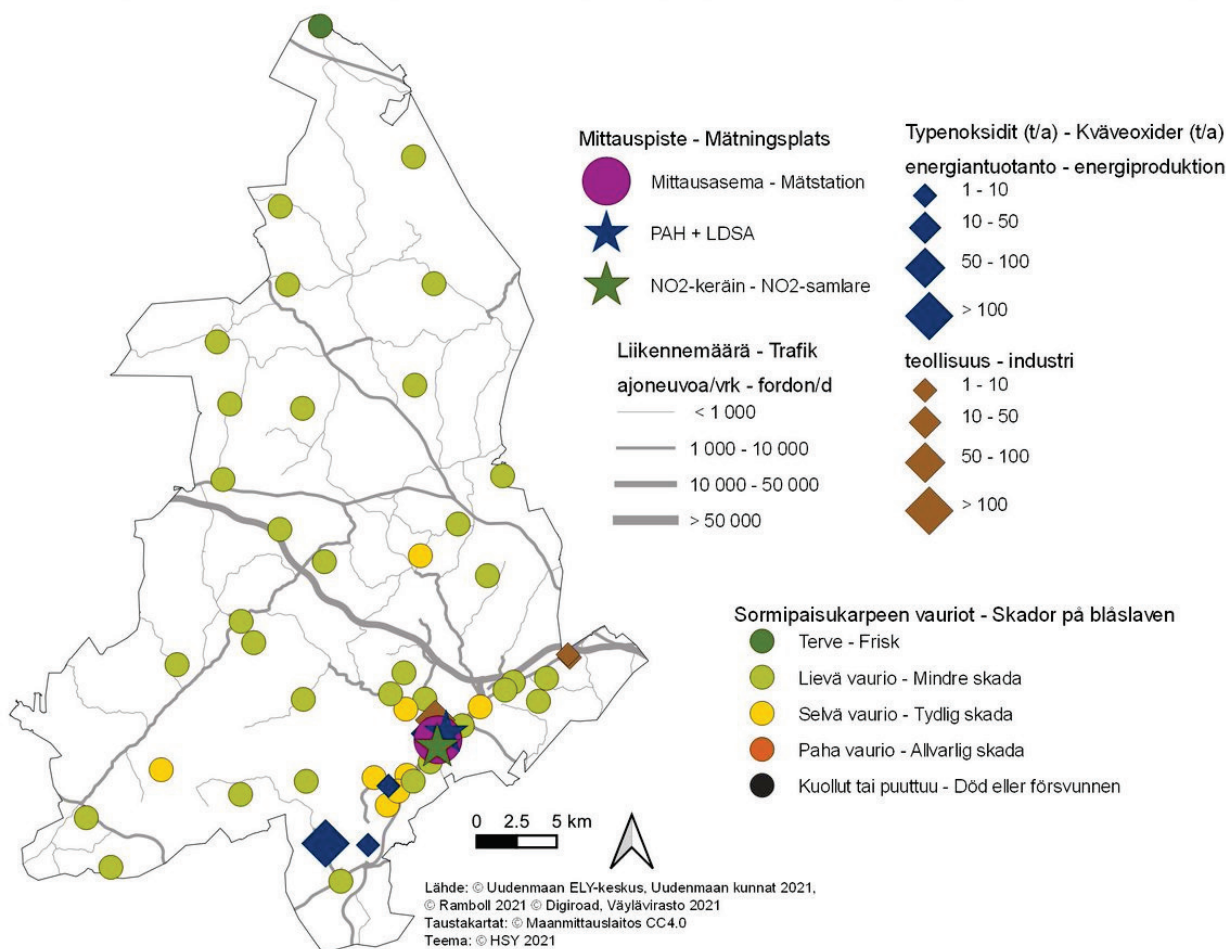 Mittauspiste - Mätningsplats
Mittausasema - Mätstation
PAH + LDSA
NO2-keräin - NO2-samlare
Liikennemäärä - Trafik
ajoneuvoa/vrk - fordon/d
< 1 000
1 000 - 10 000
10 000 - 50 000
> 50 000
Typenoksidit (t/a) - Kväveoxider (t/a)
energiantuotanto - energiproduktion
1 - 10
10 - 50
50 - 100
> 100
teollisuus - industri
1 - 10
10 - 50
50 - 100
> 100
Sormipaisukarpeen vauriot - Skador på blåslaven
Terve - Frisk
Lievä vaurio - Mindre skada
Selvä vaurio - Tydlig skada
Paha vaurio - Allvarlig skada
Kuollut tai puuttuu - Död eller försvunnen
0 2.5 5 km
Lähde: © Uudenmaan ELY-keskus, Uudenmaan kunnat 2021,
© Ramboll 2021 © Digiroad, Väylävirasto 2021
Taustakartat: © Maanmittauslaitos CC4.0
Teema: © HSY 2021